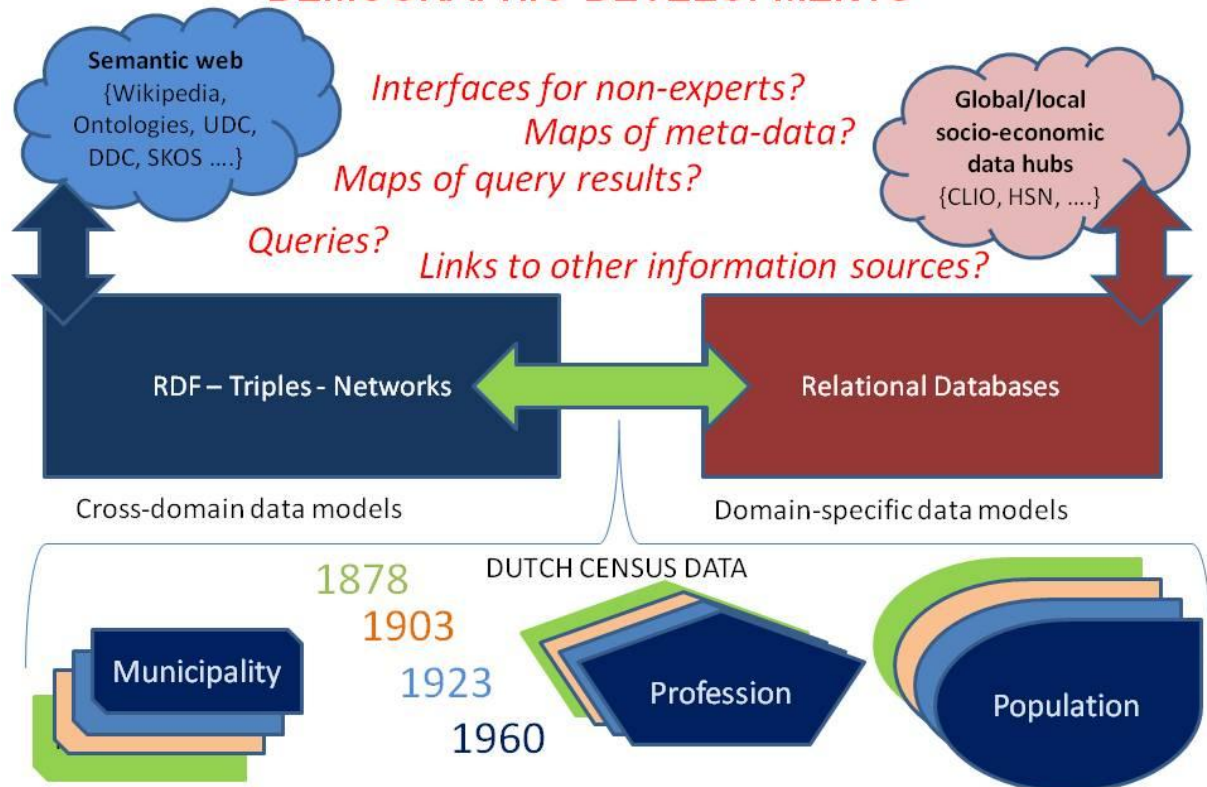 DEMOGRAPHIC DEVELOPMENTS
Semantic web
{Wikipedia,
Ontologies, UDC,
DDC, SKOS ....}
Interfaces for non-experts?
Maps of meta-data?
Maps of query results?
Queries?
Links to other information sources?
Global/local
socio-economic
data hubs
{CLIO, HSN, ....}
RDF – Triples - Networks
Relational Databases
Cross-domain data models
Domain-specific data models
DUTCH CENSUS DATA
1878
1903
1923
1960
Municipality
Profession
Population